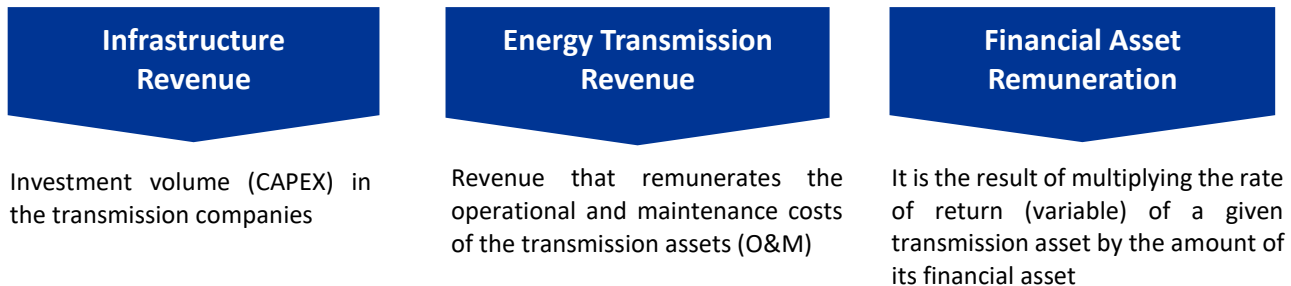 Infrastructure
Revenue
Investment volume (CAPEX) in
the transmission companies
Energy Transmission
Revenue
Revenue that remunerates the
operational and maintenance costs
of the transmission assets (O&M)
Financial Asset
Remuneration
It is the result of multiplying the rate
of return (variable) of a given
transmission asset by the amount of
its financial asset